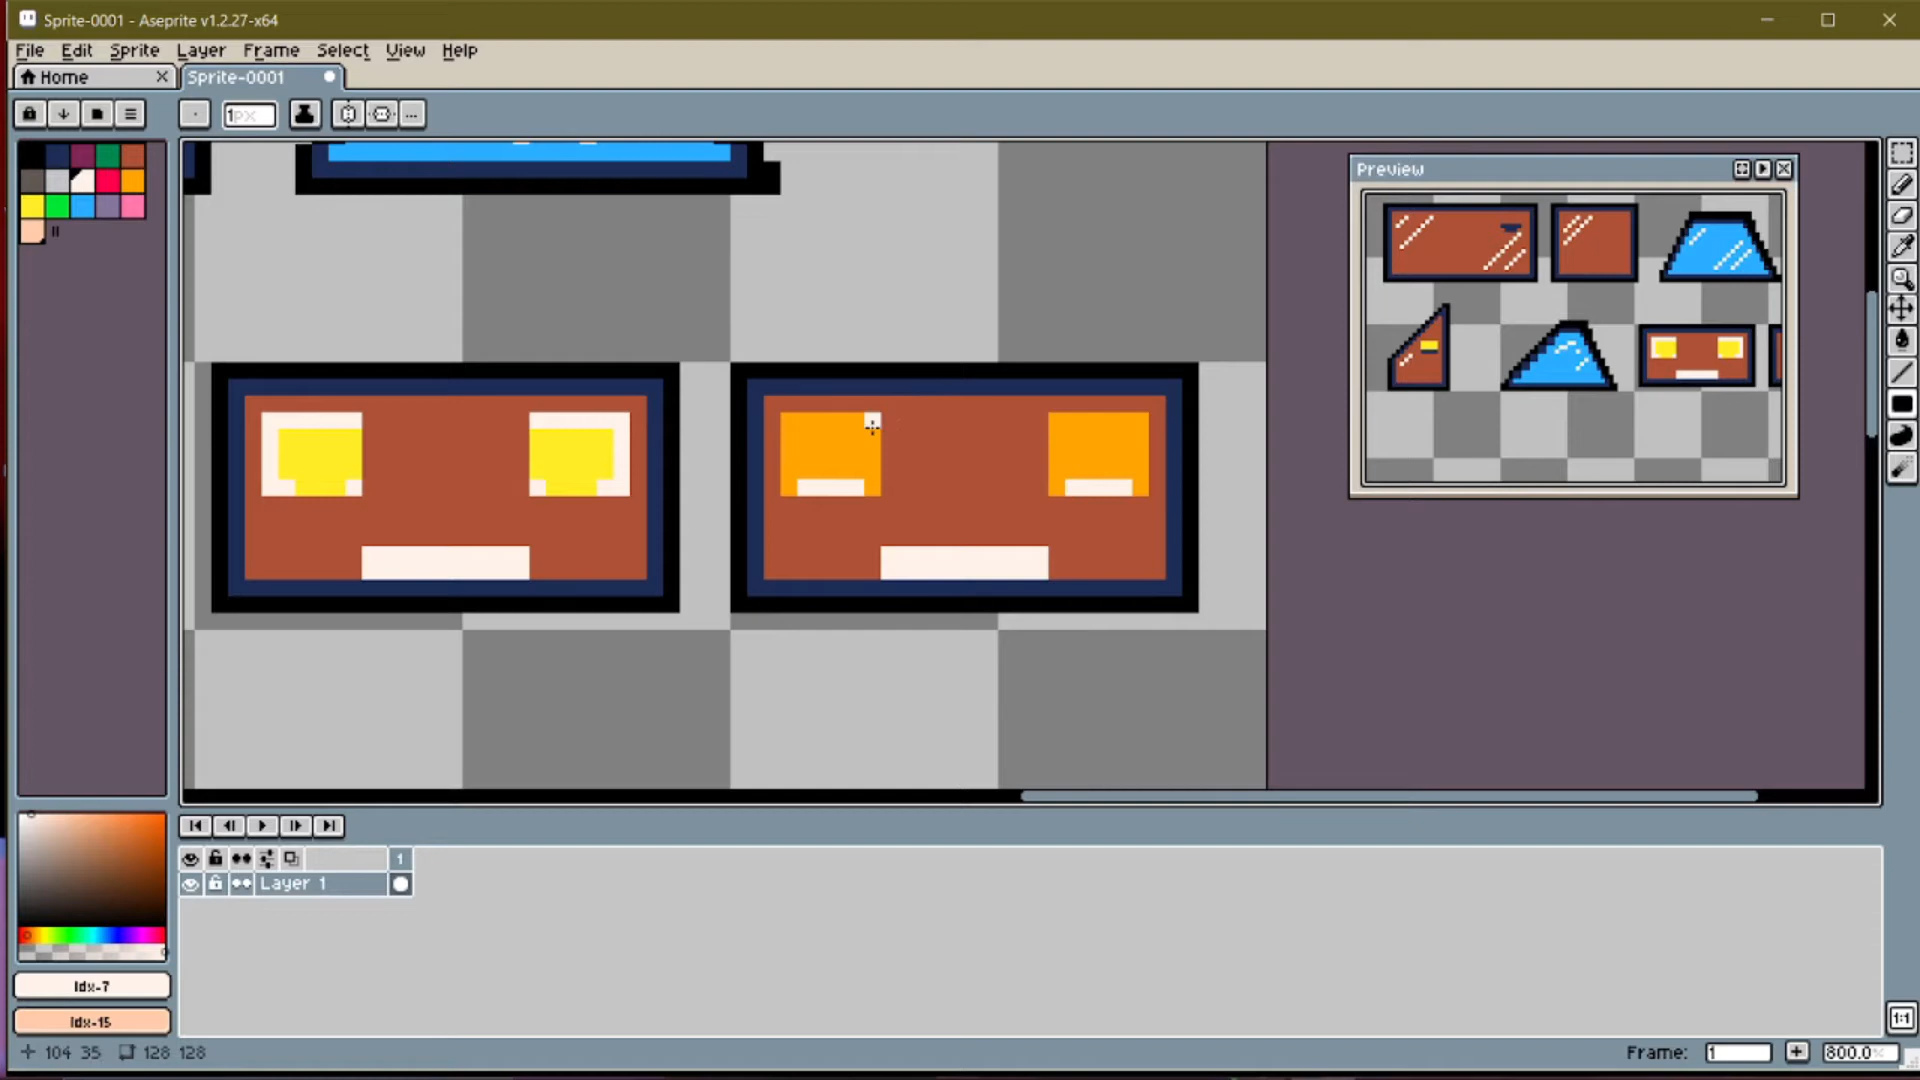 Sprite-0001 - Aseprite v1.2.27-x64
File Edit Sprite Layer Frame Select View Help
Home Sprite-0001
1px
Preview
1
Layer 1
Idx-7
Idx-15
1:1
104 35 128 128 Frame: 1 800.0%